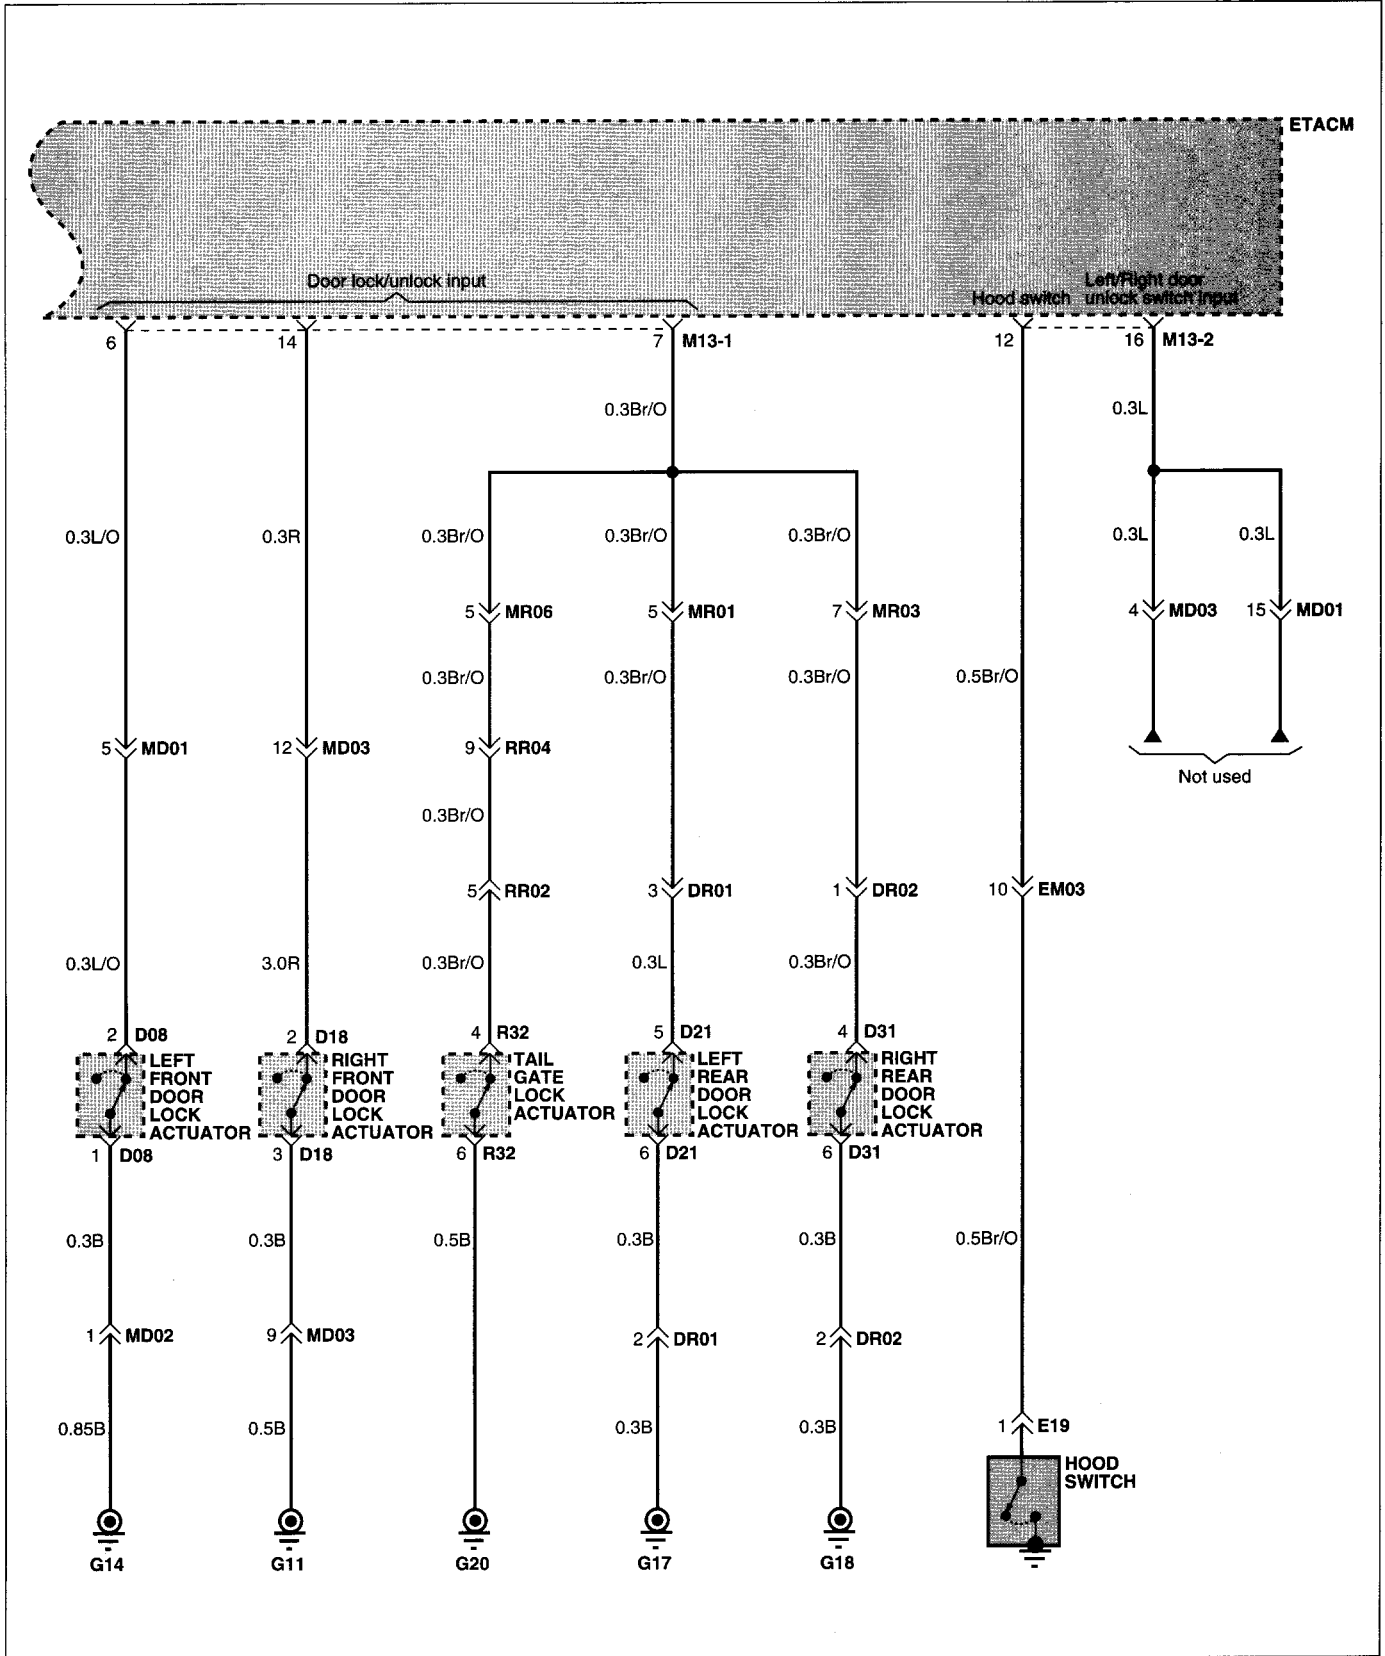 ETACM
Door lock/unlock input
Left/Right door
Hood switch unlock switch input
6 14 7 M13-1 12 16 M13-2
0.3Br/O 0.3L
0.3L/O 0.3R 0.3Br/O 0.3Br/O 0.3Br/O 0.3L 0.3L
5 MR06 5 MR01 7 MR03 4 MD03 15 MD01
0.3Br/O 0.3Br/O 0.3Br/O 0.5Br/O
5 MD01 12 MD03 9 RR04
Not used
0.3Br/O
5 RR02 3 DR01 1 DR02 10 EM03
0.3L/O 3.0R 0.3Br/O 0.3L 0.3Br/O
2 D08 2 D18 4 R32 5 D21 4 D31
LEFT RIGHT TAIL LEFT RIGHT
FRONT FRONT GATE REAR REAR
DOOR DOOR LOCK DOOR DOOR
LOCK LOCK ACTUATOR LOCK LOCK
ACTUATOR ACTUATOR ACTUATOR ACTUATOR
1 D08 3 D18 6 R32 6 D21 6 D31
0.3B 0.3B 0.5B 0.3B 0.3B 0.5Br/O
1 MD02 9 MD03 2 DR01 2 DR02
0.85B 0.5B 0.3B 0.3B 1 E19
HOOD
SWITCH
G14 G11 G20 G17 G18